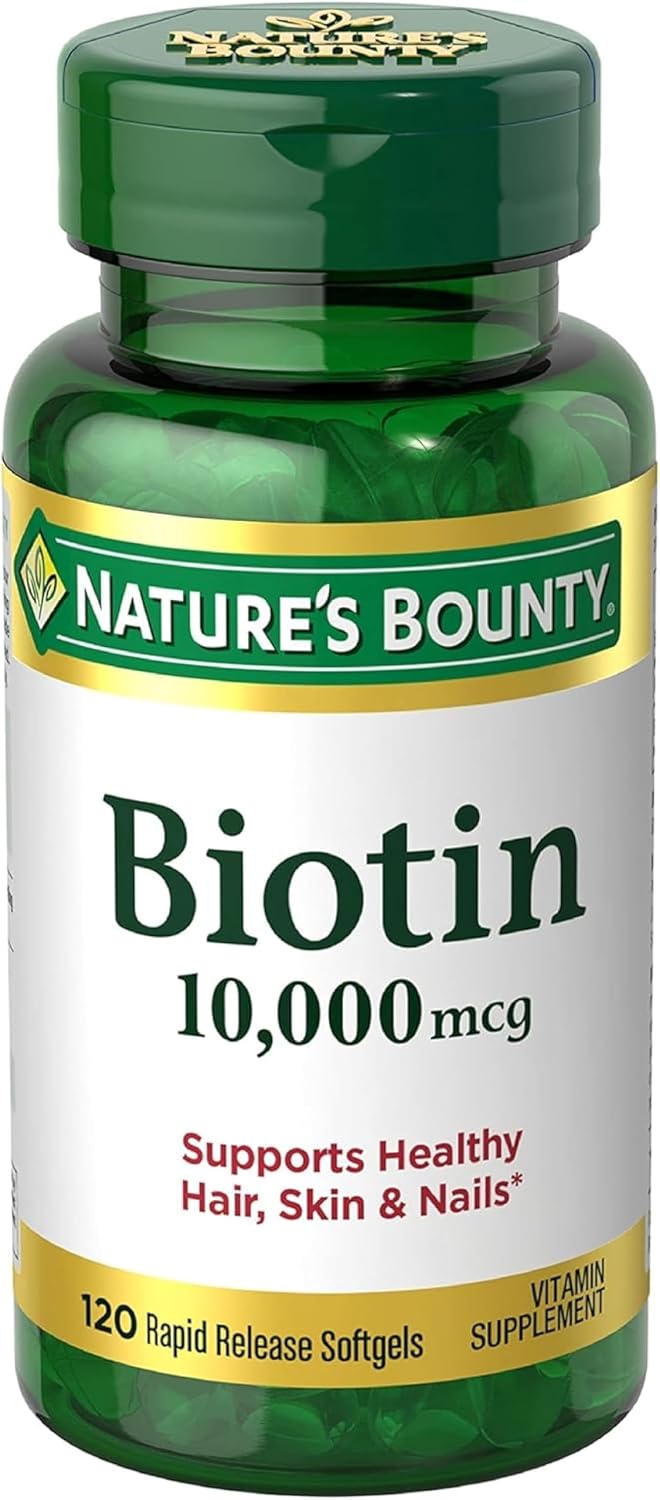 NATURE'S
BOUNTY
NATURE'S BOUNTY®
Biotin
10,000 mcg
Supports Healthy
Hair, Skin & Nails*
120 Rapid Release Softgels
VITAMIN
SUPPLEMENT